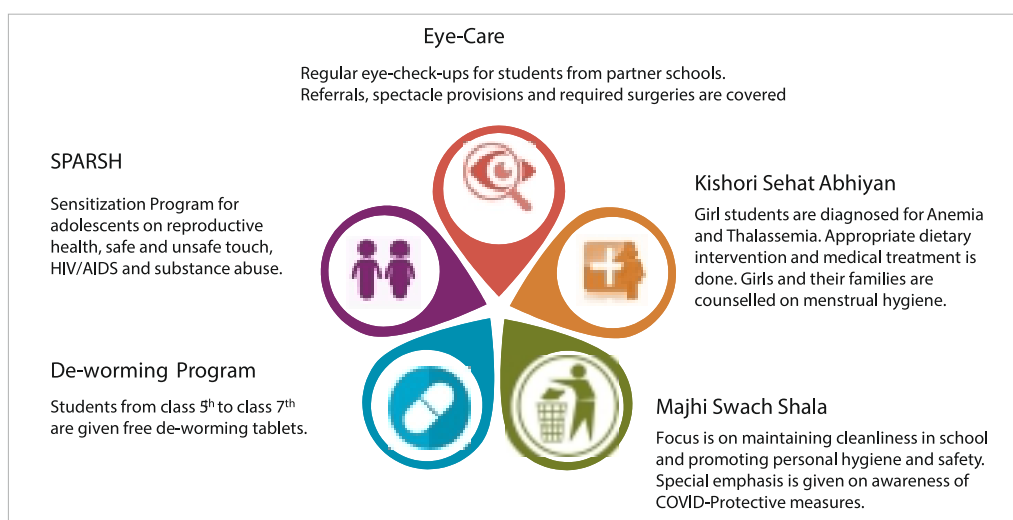 Eye-Care
Regular eye-check-ups for students from partner schools.
Referrals, spectacle provisions and required surgeries are covered
SPARSH
Sensitization Program for
adolescents on reproductive
health, safe and unsafe touch,
HIV/AIDS and substance abuse.
Kishori Sehat Abhiyan
Girl students are diagnosed for Anemia
and Thalassemia. Appropriate dietary
intervention and medical treatment is
done. Girls and their families are
counselled on menstrual hygiene.
De-worming Program
Students from class 5th to class 7th
are given free de-worming tablets.
Majhi Swach Shala
Focus is on maintaining cleanliness in school
and promoting personal hygiene and safety.
Special emphasis is given on awareness of
COVID-Protective measures.